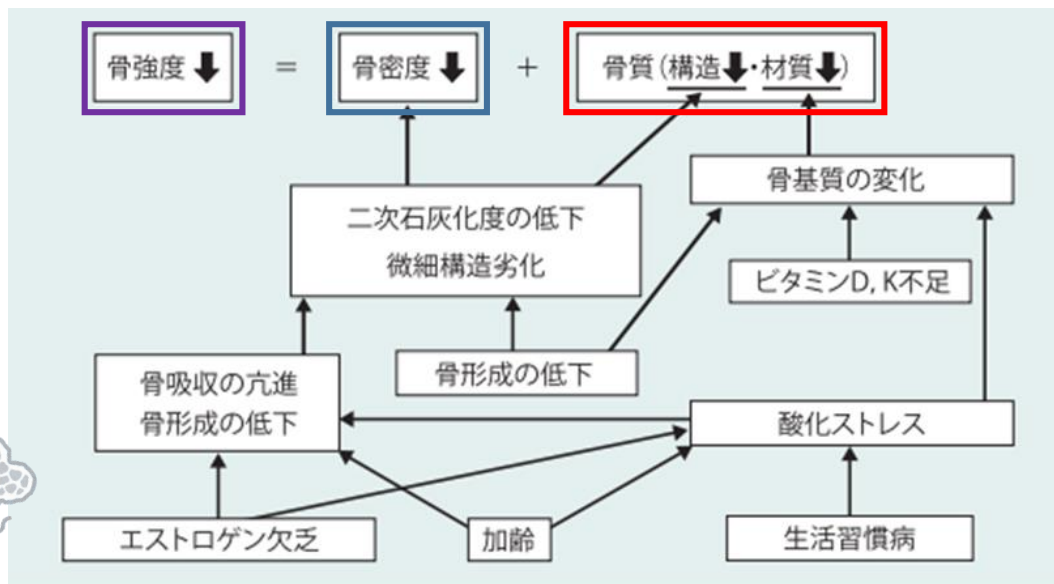 骨強度⬇ = 骨密度⬇ + 骨質(構造⬇・材質⬇)
骨基質の変化
二次石灰化度の低下
微細構造劣化
ビタミンD, K不足
骨吸収の亢進
骨形成の低下
骨形成の低下
酸化ストレス
エストロゲン欠乏
加齢
生活習慣病